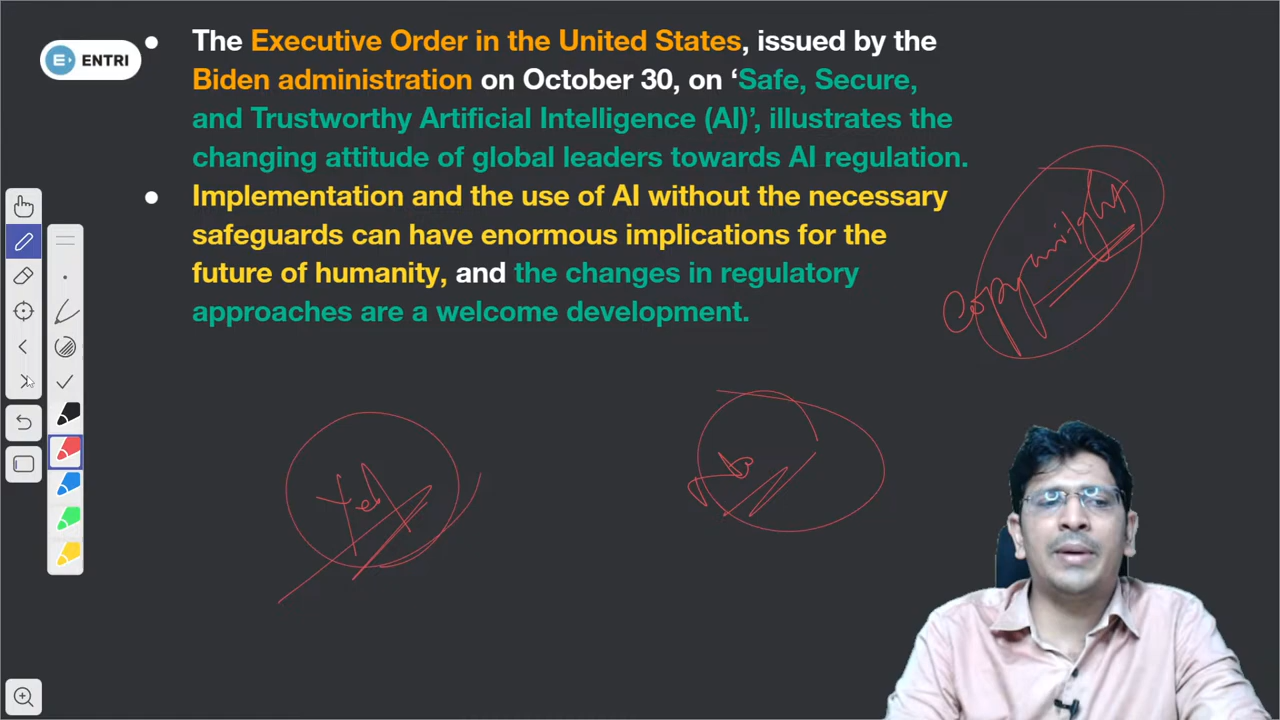 ENTRI
The Executive Order in the United States, issued by the
Biden administration on October 30, on ‘Safe, Secure,
and Trustworthy Artificial Intelligence (AI)’, illustrates the
changing attitude of global leaders towards AI regulation.
Implementation and the use of AI without the necessary
safeguards can have enormous implications for the
future of humanity, and the changes in regulatory
approaches are a welcome development.
Yes
No